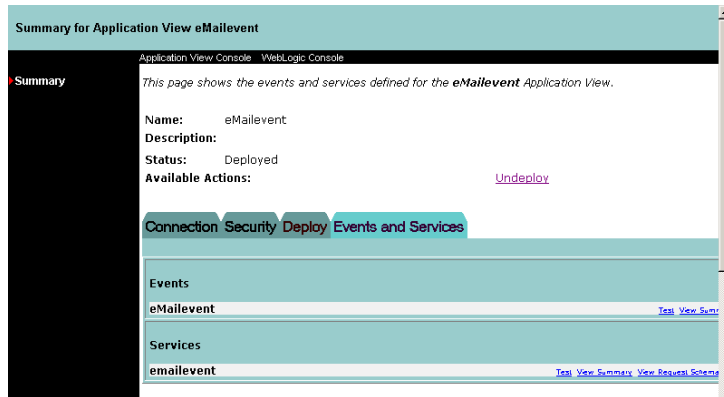 Summary for Application View eMailevent
Application View Console WebLogic Console
Summary
This page shows the events and services defined for the eMailevent Application View.
Name: eMailevent
Description:
Status: Deployed
Available Actions: Undeploy
Connection Security Deploy Events and Services
Events
eMailevent Test View Summ
Services
emailevent Test View Summary View Request Schema